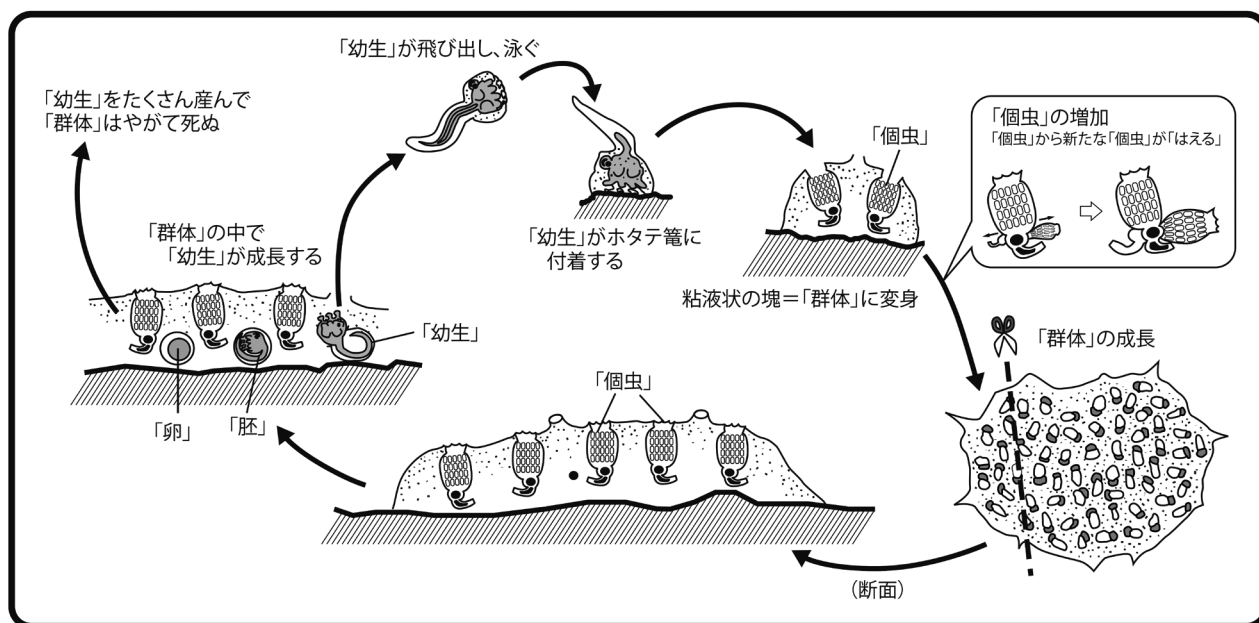 「幼生」が飛び出し、泳ぐ
「幼生」をたくさん産んで
「群体」はやがて死ぬ
「個虫」の増加
「個虫」から新たな「個虫」が「はえる」
「個虫」
「群体」の中で
「幼生」が成長する
「幼生」がホタテ篭に
付着する
粘液状の塊＝「群体」に変身
「幼生」
「群体」の成長
「個虫」
「卵」
「胚」
（断面）